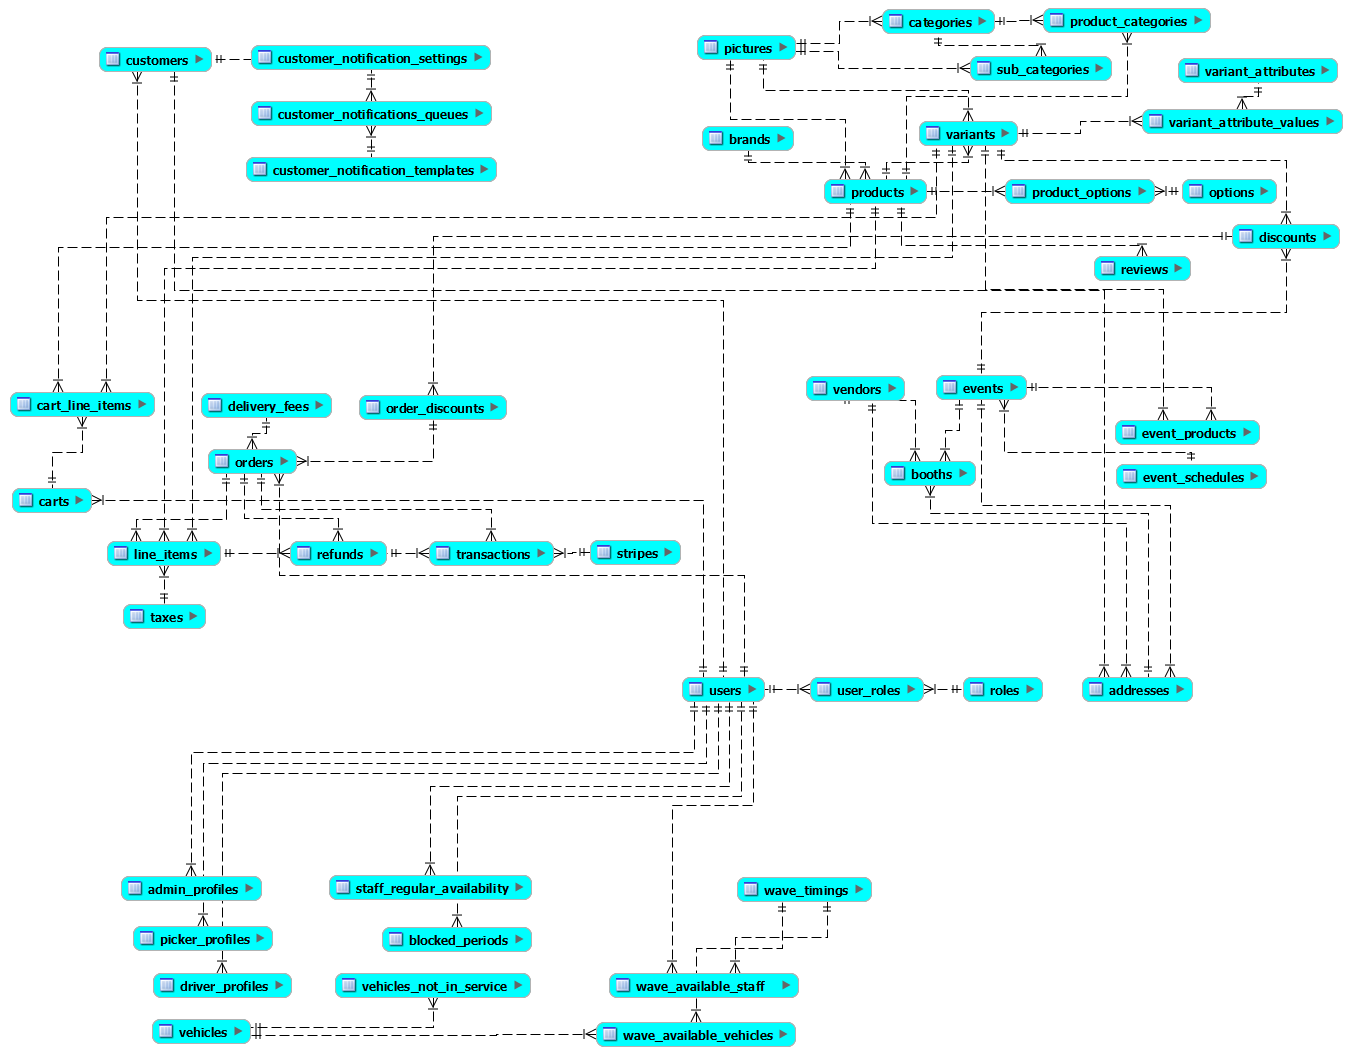 categories
product_categories
pictures
customers
customer_notification_settings
sub_categories
variant_attributes
customer_notifications_queues
variant_attribute_values
variants
brands
customer_notification_templates
products
product_options
options
discounts
reviews
vendors
events
cart_line_items
delivery_fees
order_discounts
event_products
orders
booths
event_schedules
carts
line_items
refunds
transactions
stripes
taxes
users
user_roles
roles
addresses
admin_profiles
staff_regular_availability
wave_timings
picker_profiles
blocked_periods
driver_profiles
vehicles_not_in_service
wave_available_staff
vehicles
wave_available_vehicles